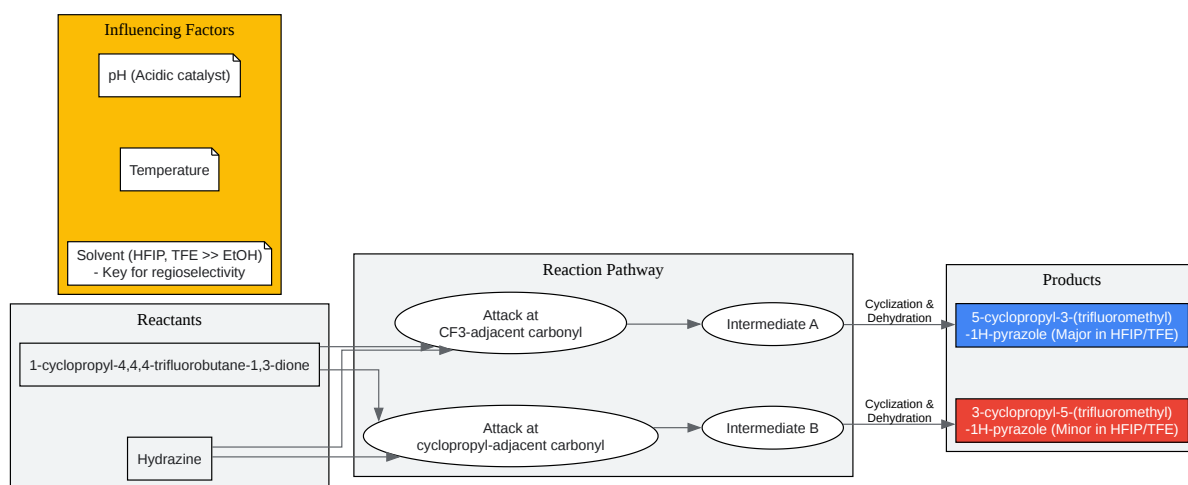 Influencing Factors
pH (Acidic catalyst)
Temperature
Solvent (HFIP, TFE >> EtOH)
- Key for regioselectivity
Reactants
1-cyclopropyl-4,4,4-trifluorobutane-1,3-dione
Hydrazine
Reaction Pathway
Attack at
CF3-adjacent carbonyl
Intermediate A
Attack at
cyclopropyl-adjacent carbonyl
Intermediate B
Cyclization &
Dehydration
Cyclization &
Dehydration
Products
5-cyclopropyl-3-(trifluoromethyl)
-1H-pyrazole (Major in HFIP/TFE)
3-cyclopropyl-5-(trifluoromethyl)
-1H-pyrazole (Minor in HFIP/TFE)